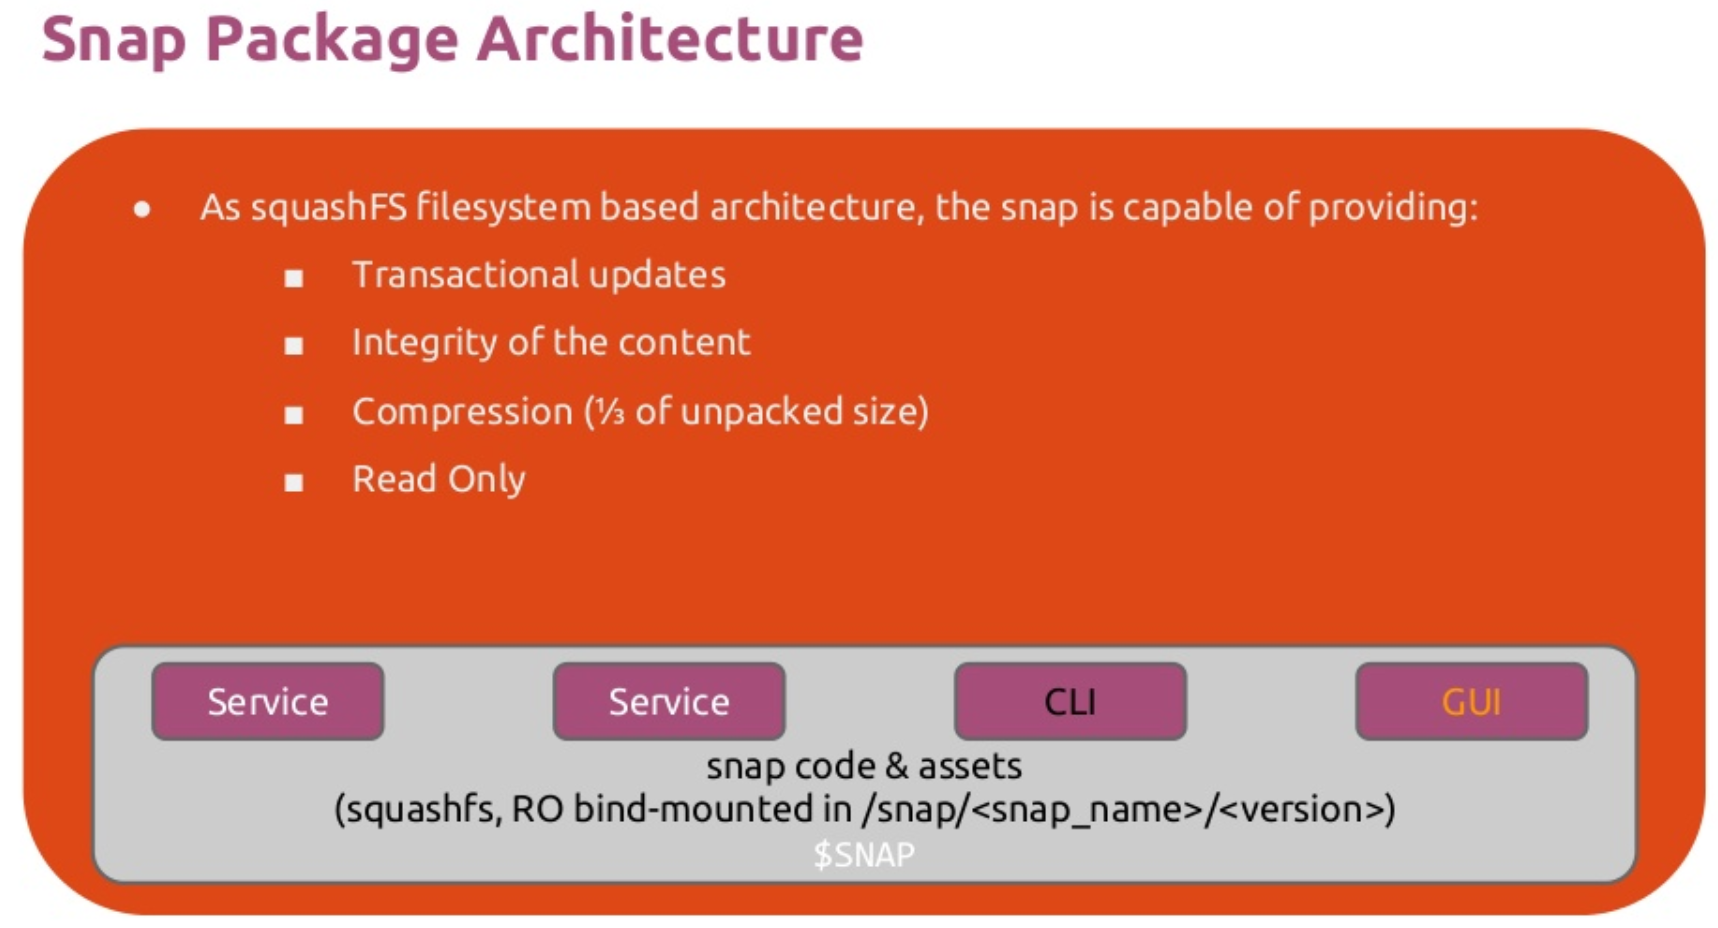 Snap Package Architecture
● As squashFS filesystem based architecture, the snap is capable of providing:
■ Transactional updates
■ Integrity of the content
■ Compression (⅓ of unpacked size)
■ Read Only
Service Service CLI GUI
snap code & assets
(squashfs, RO bind-mounted in /snap/<snap_name>/<version>)
$SNAP